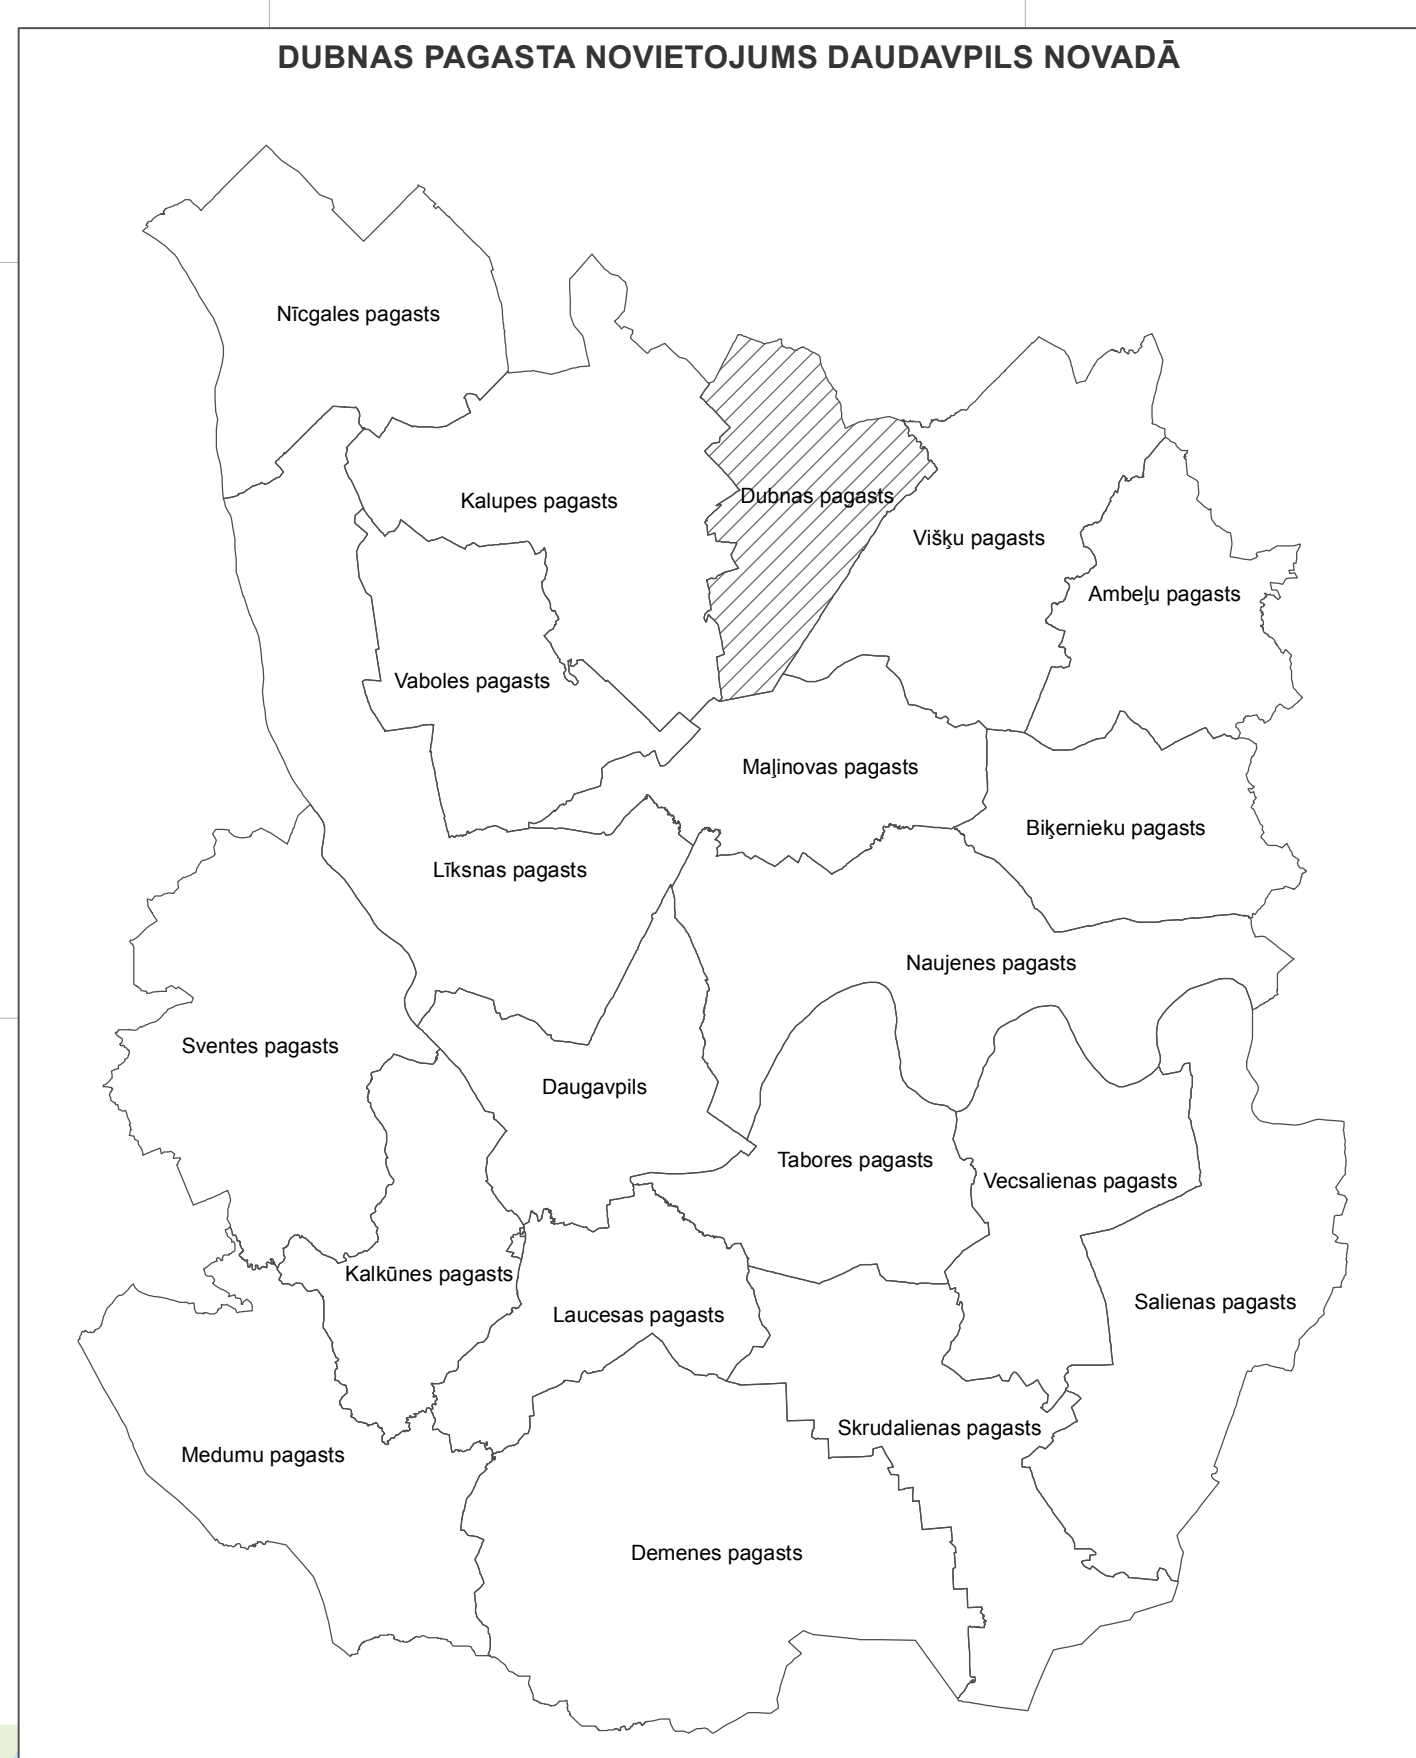 DUBNAS PAGASTA NOVIETOJUMS DAUDAVPILS NOVADĀ
Nīcgales pagasts
Kalupes pagasts
Dubnas pagasts
Višķu pagasts
Ambeļu pagasts
Vaboles pagasts
Maļinovas pagasts
Biķernieku pagasts
Līksnas pagasts
Naujenes pagasts
Sventes pagasts
Daugavpils
Tabores pagasts
Vecsalienas pagasts
Kalkūnes pagasts
Laucesas pagasts
Salienas pagasts
Skrudalienas pagasts
Medumu pagasts
Demenes pagasts